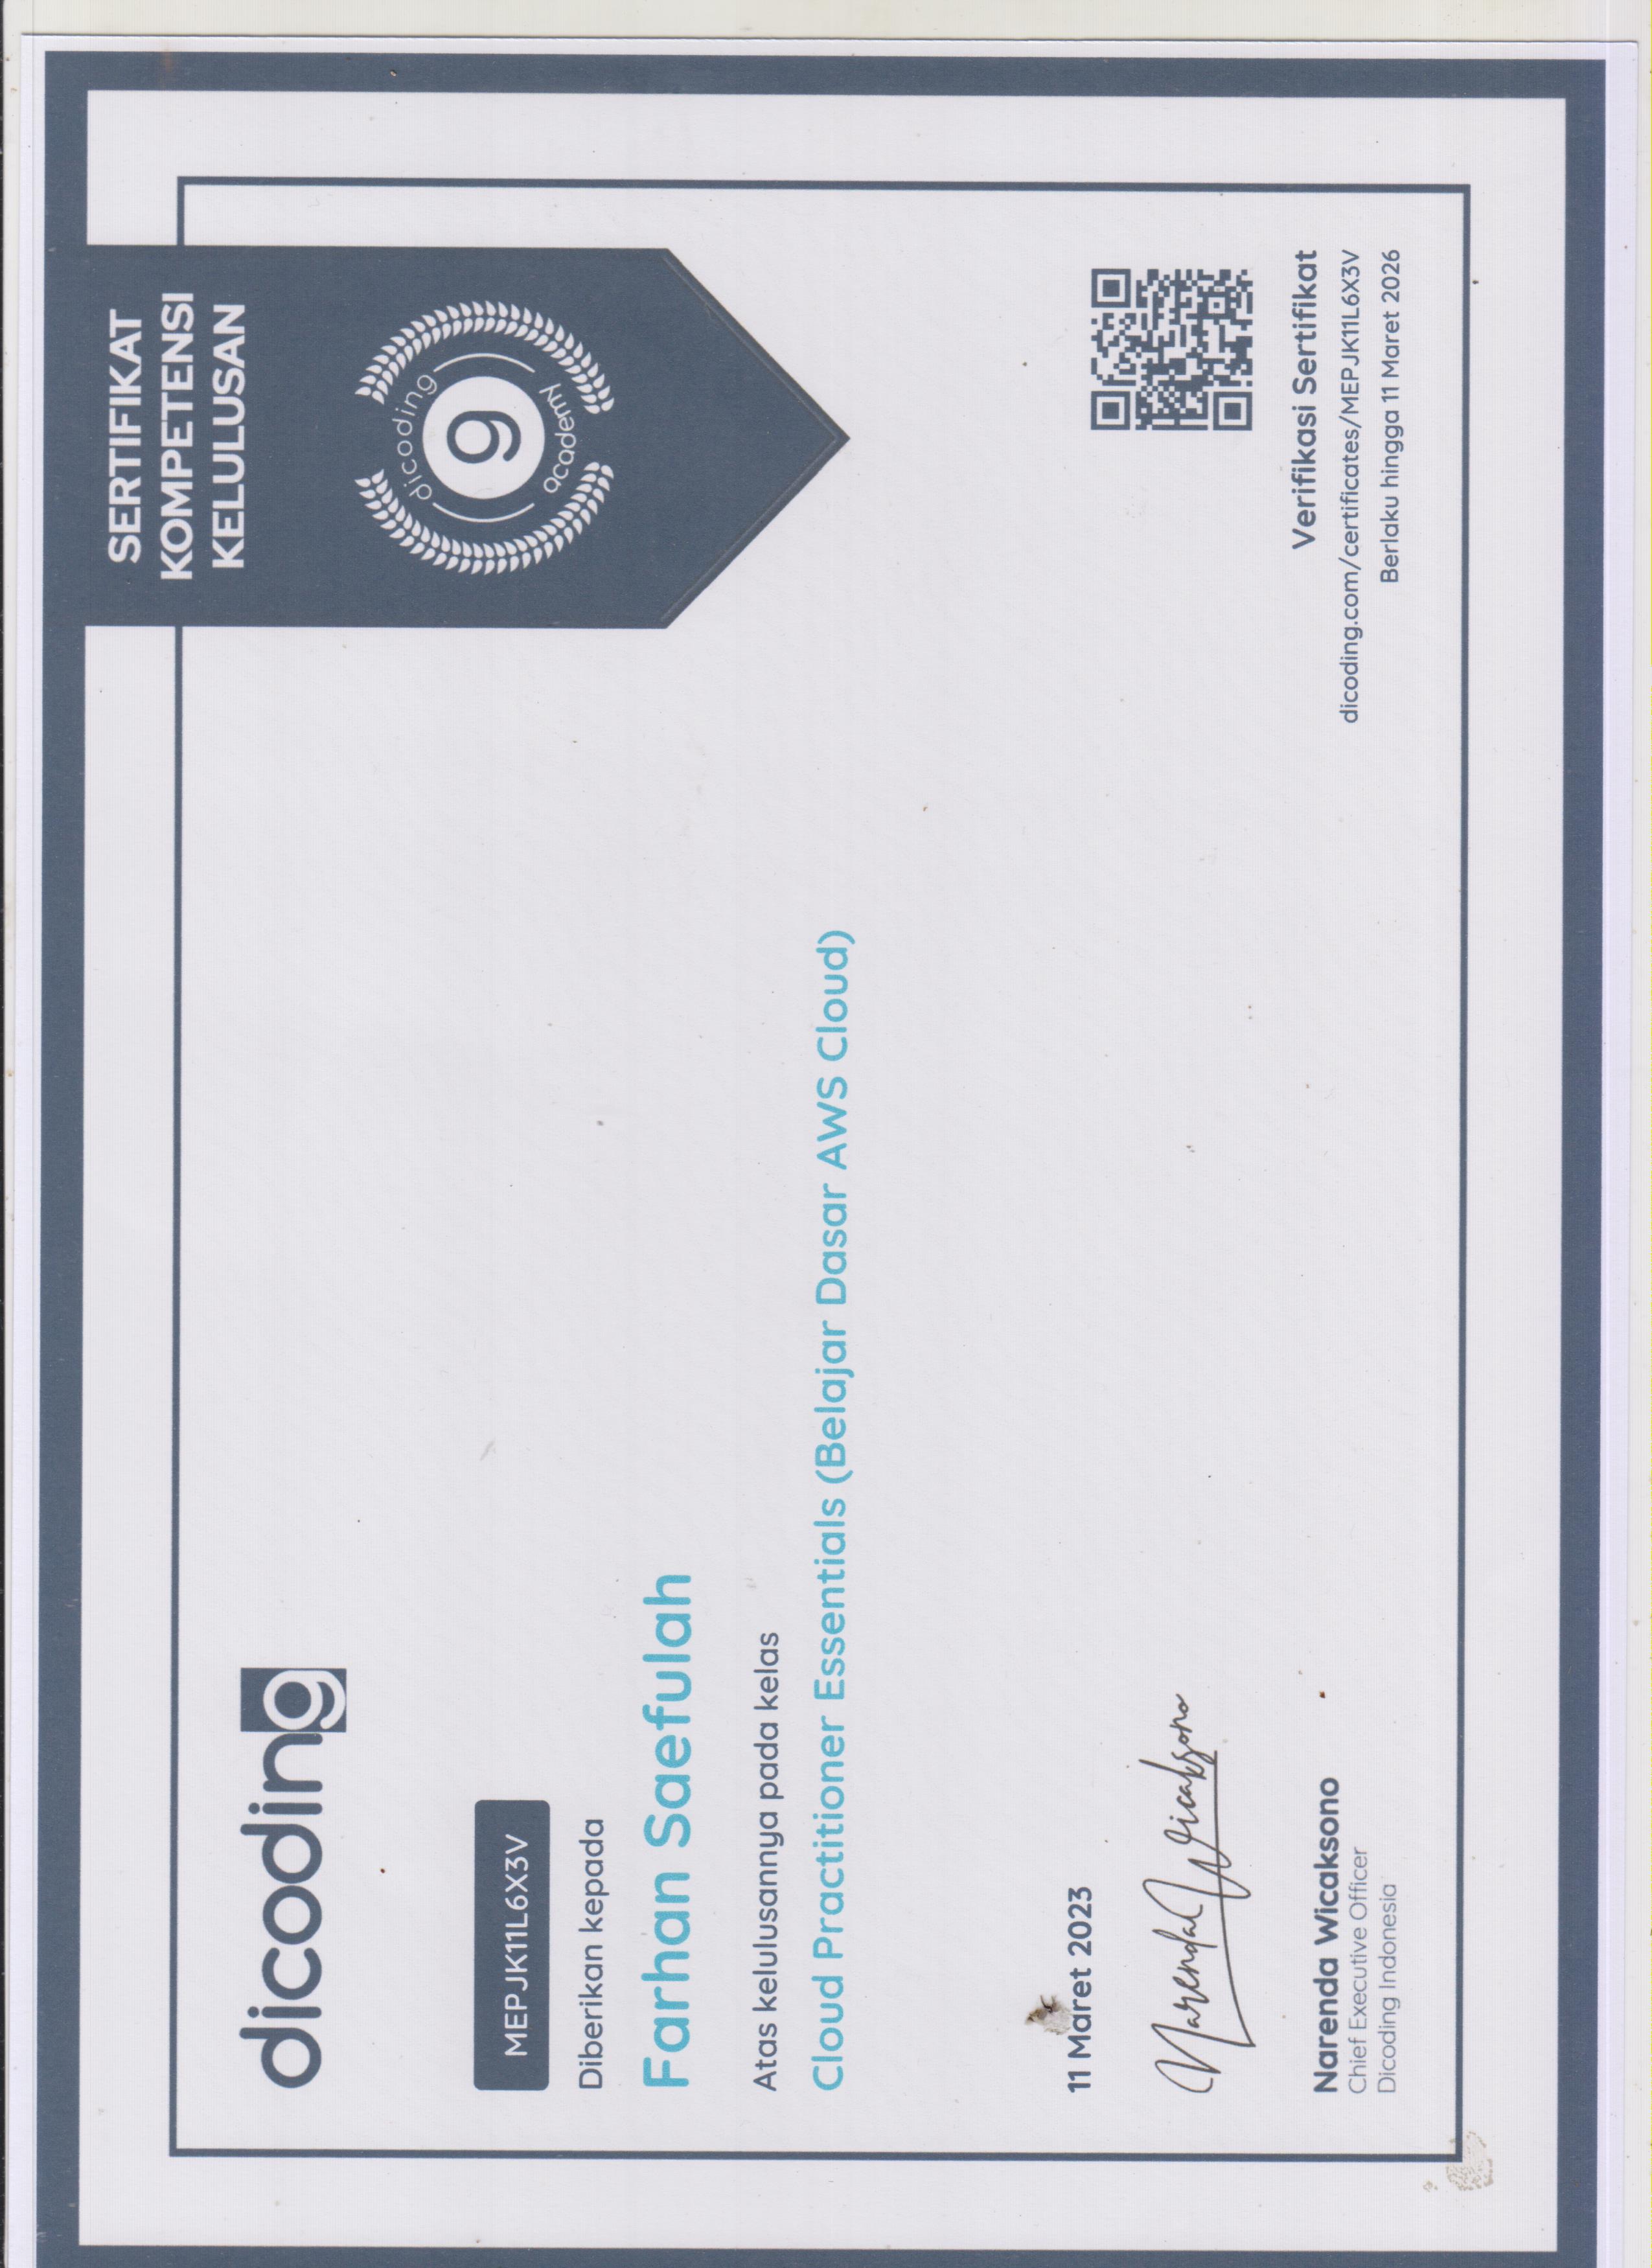 SERTIFIKAT
KOMPETENSI
KELULUSAN
dicoding
dicoding
g
academy
MEPJK11L6X3V
Diberikan kepada
Farhan Saefulah
Atas kelulusannya pada kelas
Cloud Practitioner Essentials (Belajar Dasar AWS Cloud)
11 Maret 2023
Narenda Wicaksono
Narenda Wicaksono
Chief Executive Officer
Dicoding Indonesia
Verifikasi Sertifikat
dicoding.com/certificates/MEPJK11L6X3V
Berlaku hingga 11 Maret 2026